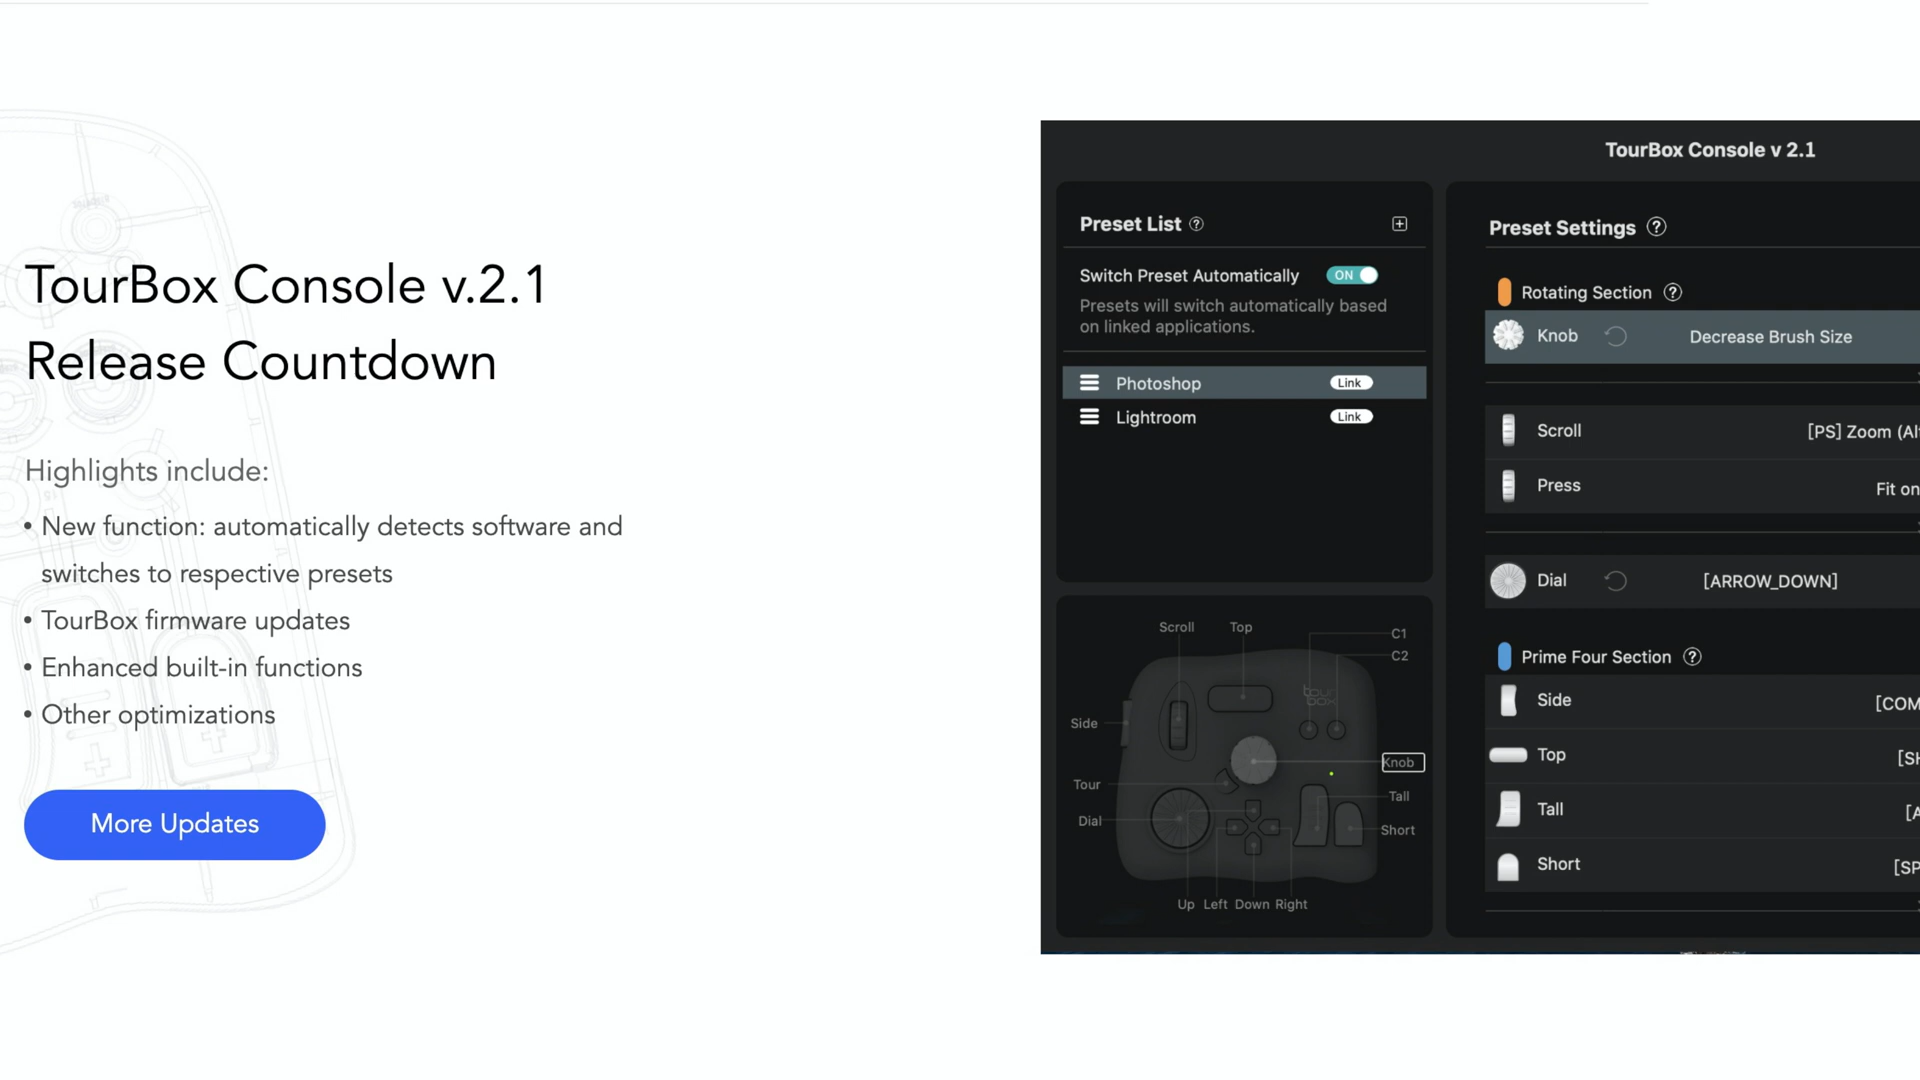 TourBox Console v.2.1
Release Countdown
Highlights include:
• New function: automatically detects software and
switches to respective presets
• TourBox firmware updates
• Enhanced built-in functions
• Other optimizations
More Updates
TourBox Console v 2.1
Preset List ?
Switch Preset Automatically ON
Presets will switch automatically based
on linked applications.
Photoshop Link
Lightroom Link
Scroll Top
C1
C2
Side
tour
box
Knob
Tour
Tall
Dial
Short
Up Left Down Right
Preset Settings ?
Rotating Section ?
Knob Decrease Brush Size
Scroll [PS] Zoom (Alt
Press Fit on
Dial [ARROW_DOWN]
Prime Four Section ?
Side [COM
Top [SH
Tall [A
Short [SP